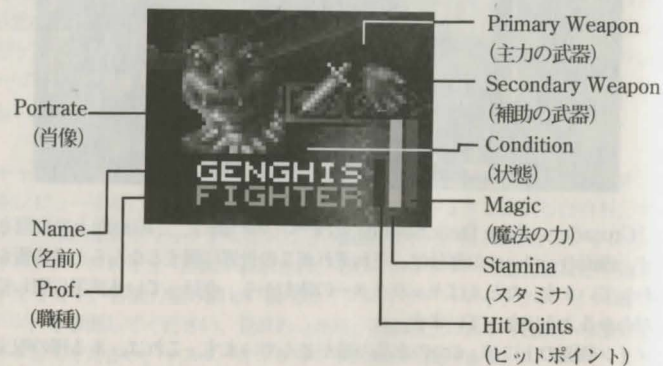 Portrate
(肖像)
Name
(名前)
Prof.
(職種)
GENGHIS
FIGHTER
Primary Weapon
(主力の武器)
Secondary Weapon
(補助の武器)
Condition
(状態)
Magic
(魔法の力)
Stamina
(スタミナ)
Hit Points
(ヒットポイント)